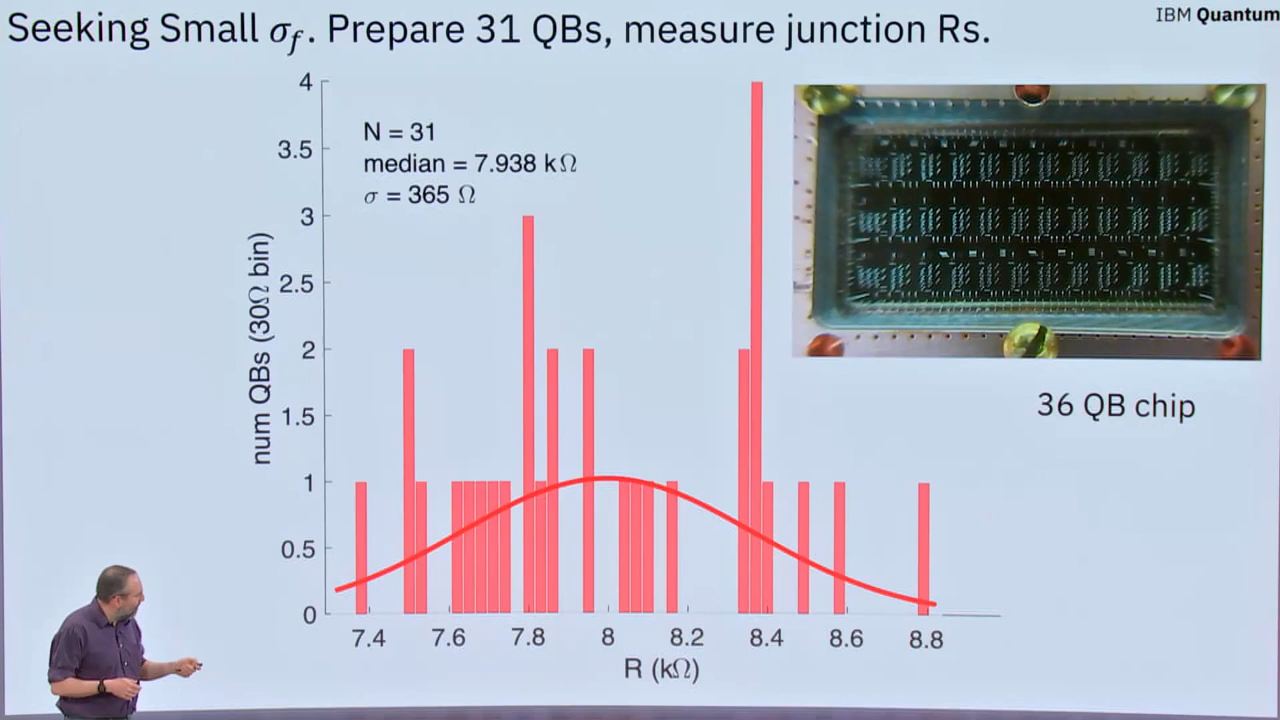 Seeking Small σf. Prepare 31 QBs, measure junction Rs.
IBM Quantum
N = 31
median = 7.938 kΩ
σ = 365 Ω
num QBs (30Ω bin)
4
3.5
3
2.5
2
1.5
1
0.5
0
7.4 7.6 7.8 8 8.2 8.4 8.6 8.8
R (kΩ)
36 QB chip